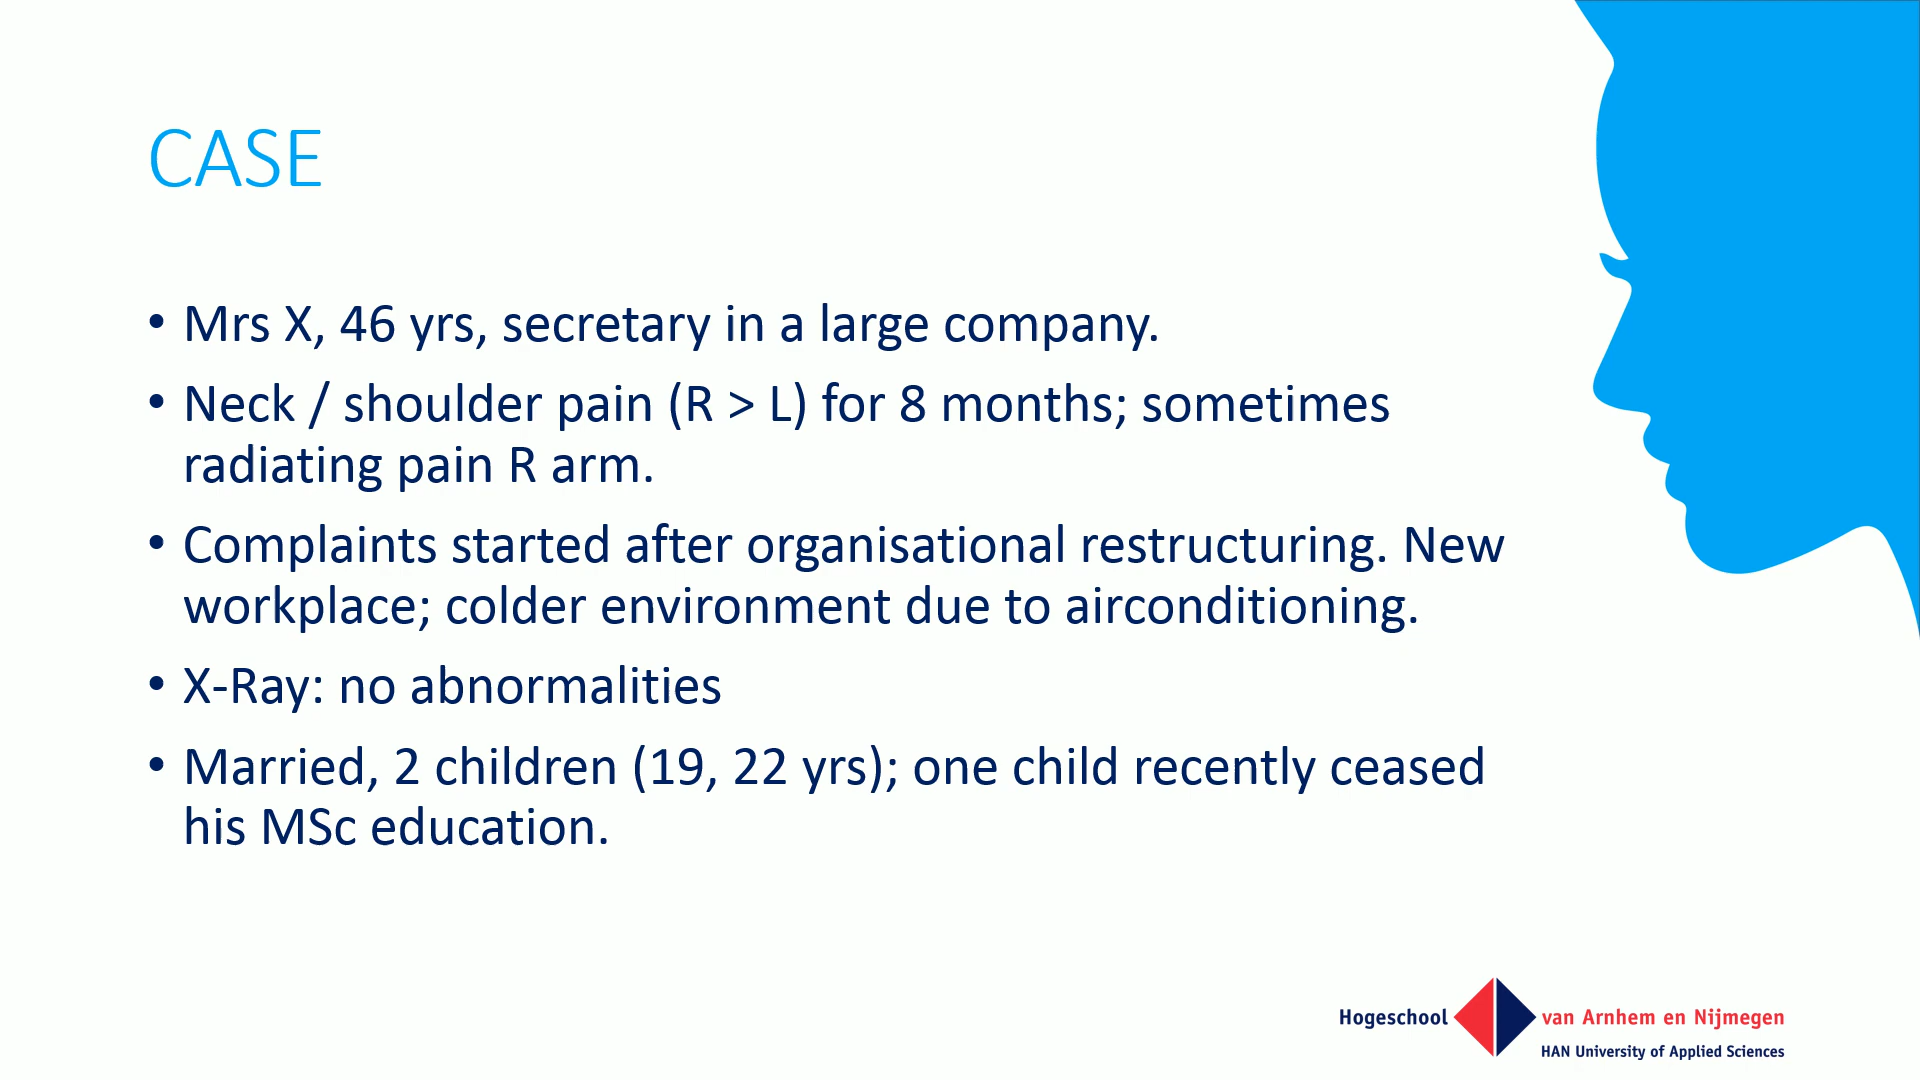 CASE
• Mrs X, 46 yrs, secretary in a large company.
• Neck / shoulder pain (R > L) for 8 months; sometimes
radiating pain R arm.
• Complaints started after organisational restructuring. New
workplace; colder environment due to airconditioning.
• X-Ray: no abnormalities
• Married, 2 children (19, 22 yrs); one child recently ceased
his MSc education.
Hogeschool van Arnhem en Nijmegen
HAN University of Applied Sciences